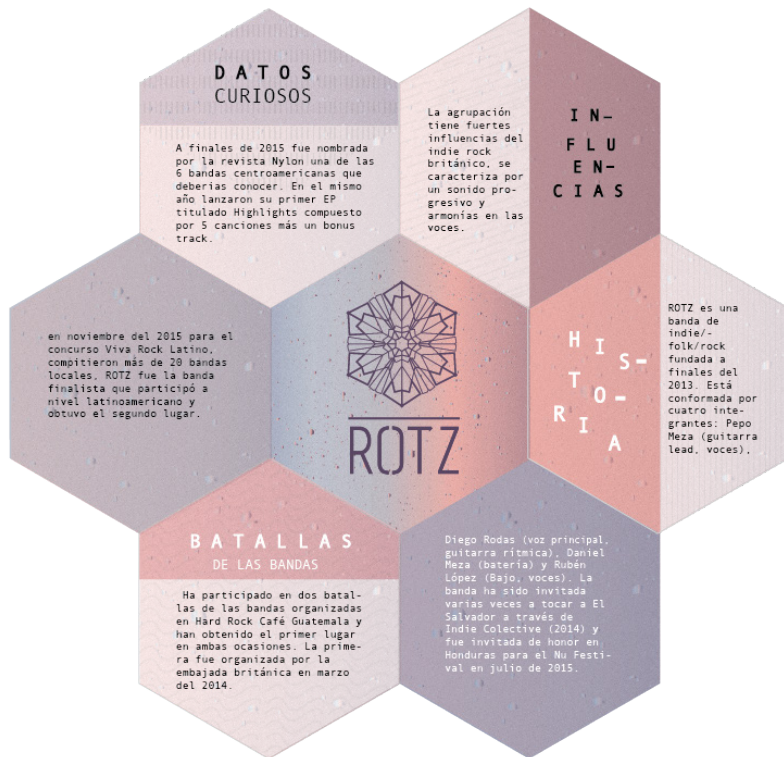 DATOS
CURIOSOS
A finales de 2015 fue nombrada
por la revista Nylon una de las
6 bandas centroamericanas que
deberias conocer. En el mismo
año lanzaron su primer EP
titulado Highlights compuesto
por 5 canciones más un bonus
track.
IN–
FLU
EN–
CIAS
La agrupación
tiene fuertes
influencias del
indie rock
británico, se
caracteriza por
un sonido pro-
gresivo y
armonías en las
voces.
HIS–
TO–
RIA
ROTZ es una
banda de
indie/-
folk/rock
fundada a
finales del
2013. Está
conformada por
cuatro inte-
grantes: Pepo
Meza (guitarra
lead, voces),
Diego Rodas (voz principal,
guitarra rítmica), Daniel
Meza (batería) y Rubén
López (Bajo, voces). La
banda ha sido invitada
varias veces a tocar a El
Salvador a través de
Indie Colective (2014) y
fue invitada de honor en
Honduras para el Nu Festi-
val en julio de 2015.
BATALLAS
DE LAS BANDAS
Ha participado en dos batal-
las de las bandas organizadas
en Hard Rock Café Guatemala y
han obtenido el primer lugar
en ambas ocasiones. La prime-
ra fue organizada por la
embajada británica en marzo
del 2014.
en noviembre del 2015 para el
concurso Viva Rock Latino,
compitieron más de 20 bandas
locales, ROTZ fue la banda
finalista que participó a
nivel latinoamericano y
obtuvo el segundo lugar.
ROTZ